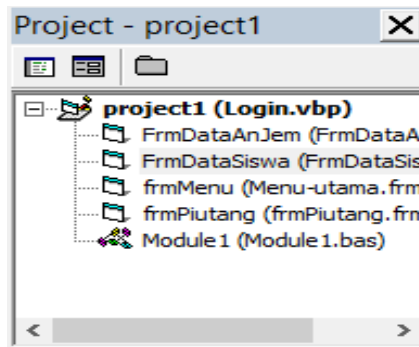 Project - project1
project1 (Login.vbp)
FrmDataAnJem (FrmDataA
FrmDataSiswa (FrmDataSis
frmMenu (Menu-utama.frm
frmPiutang (frmPiutang.frm
Module1 (Module1.bas)